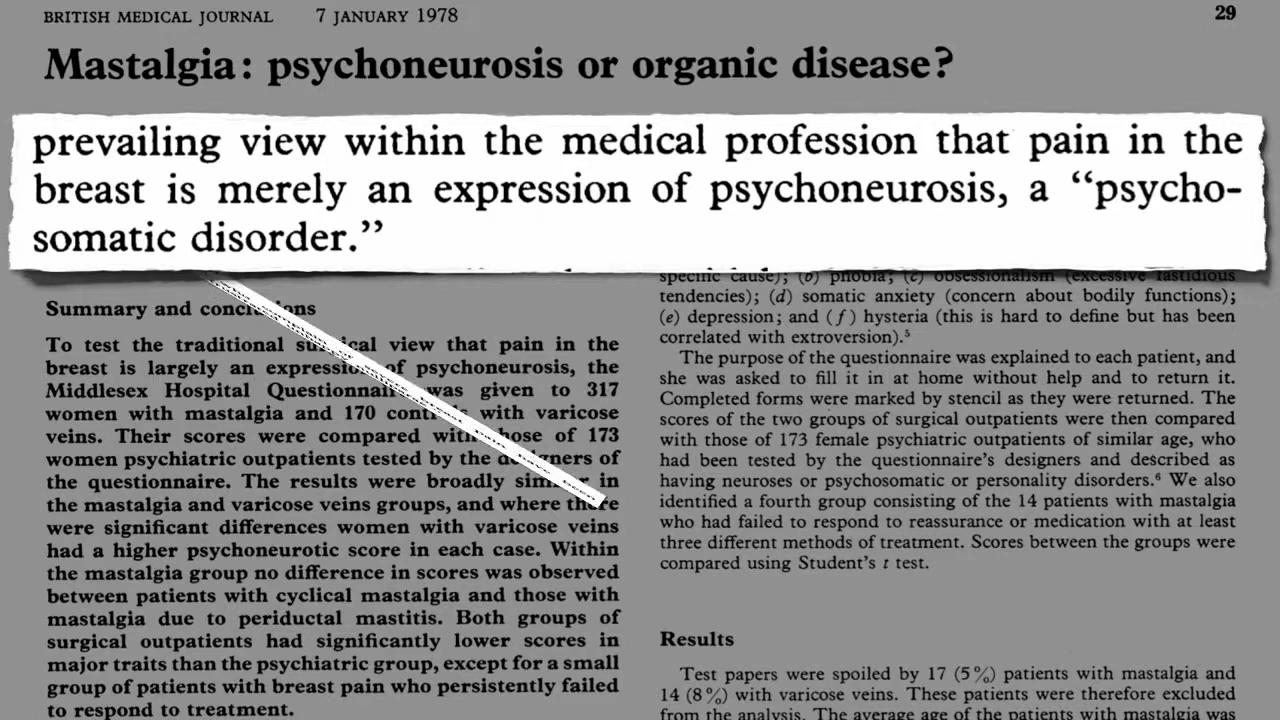 BRITISH MEDICAL JOURNAL 7 JANUARY 1978 29
Mastalgia: psychoneurosis or organic disease?
prevailing view within the medical profession that pain in the
breast is merely an expression of psychoneurosis, a “psycho-
somatic disorder.”
Summary and conclusions
To test the traditional surgical view that pain in the
breast is largely an expression of psychoneurosis, the
Middlesex Hospital Questionnaire was given to 317
women with mastalgia and 170 controls with varicose
veins. Their scores were compared with those of 173
women psychiatric outpatients tested by the designers of
the questionnaire. The results were broadly similar in
the mastalgia and varicose veins groups, and where there
were significant differences women with varicose veins
had a higher psychoneurotic score in each case. Within
the mastalgia group no difference in scores was observed
between patients with cyclical mastalgia and those with
mastalgia due to periductal mastitis. Both groups of
surgical outpatients had significantly lower scores in
major traits than the psychiatric group, except for a small
group of patients with breast pain who persistently failed
to respond to treatment.
specific cause); (b) phobia; (c) obsessionalism (excessive fastidious
tendencies); (d) somatic anxiety (concern about bodily functions);
(e) depression; and (f) hysteria (this is hard to define but has been
correlated with extroversion).⁵
The purpose of the questionnaire was explained to each patient, and
she was asked to fill it in at home without help and to return it.
Completed forms were marked by stencil as they were returned. The
scores of the two groups of surgical outpatients were then compared
with those of 173 female psychiatric outpatients of similar age, who
had been tested by the questionnaire's designers and described as
having neuroses or psychosomatic or personality disorders.⁶ We also
identified a fourth group consisting of the 14 patients with mastalgia
who had failed to respond to reassurance or medication with at least
three different methods of treatment. Scores between the groups were
compared using Student's t test.
Results
Test papers were spoiled by 17 (5%) patients with mastalgia and
14 (8%) with varicose veins. These patients were therefore excluded
from the analysis. The average age of the patients with mastalgia was